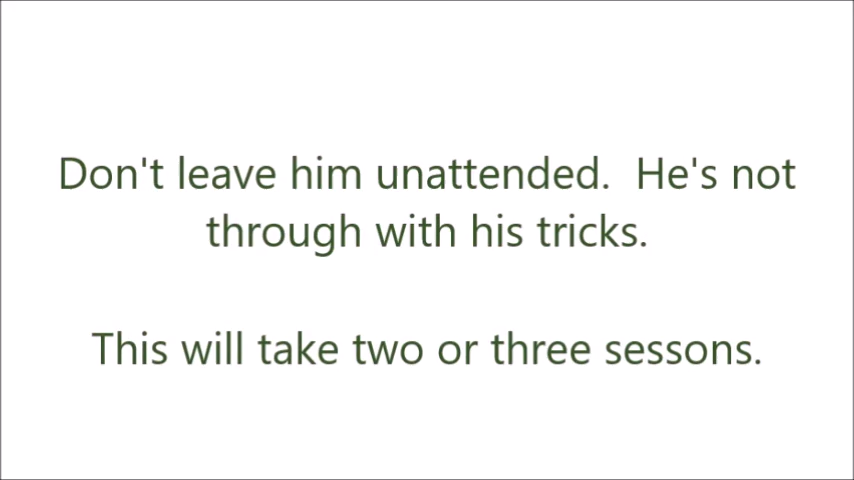 Don't leave him unattended.  He's not
through with his tricks.
This will take two or three sessons.